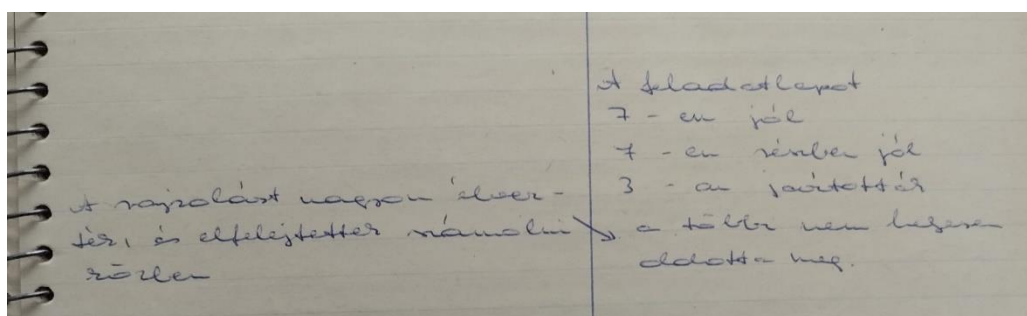 A rajzolást nagyon élvez-
ték, és elfelejtettek számolni
közben
A feladatlapot
7 - en jól
7 - en részben jól
3 - an javították
a többi nem helyesen
oldotta meg.